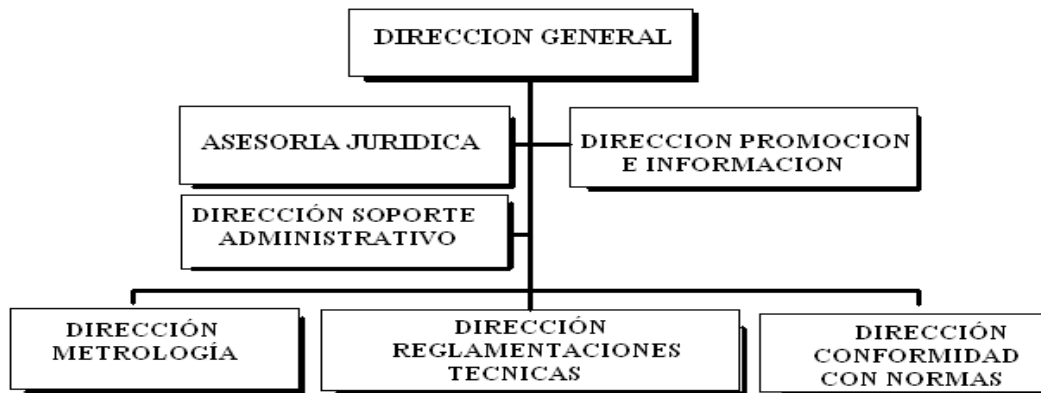 DIRECCION GENERAL
ASESORIA JURIDICA
DIRECCION PROMOCION
E INFORMACION
DIRECCIÓN SOPORTE
ADMINISTRATIVO
DIRECCIÓN
METROLOGÍA
DIRECCIÓN
REGLAMENTACIONES
TECNICAS
DIRECCIÓN
CONFORMIDAD
CON NORMAS